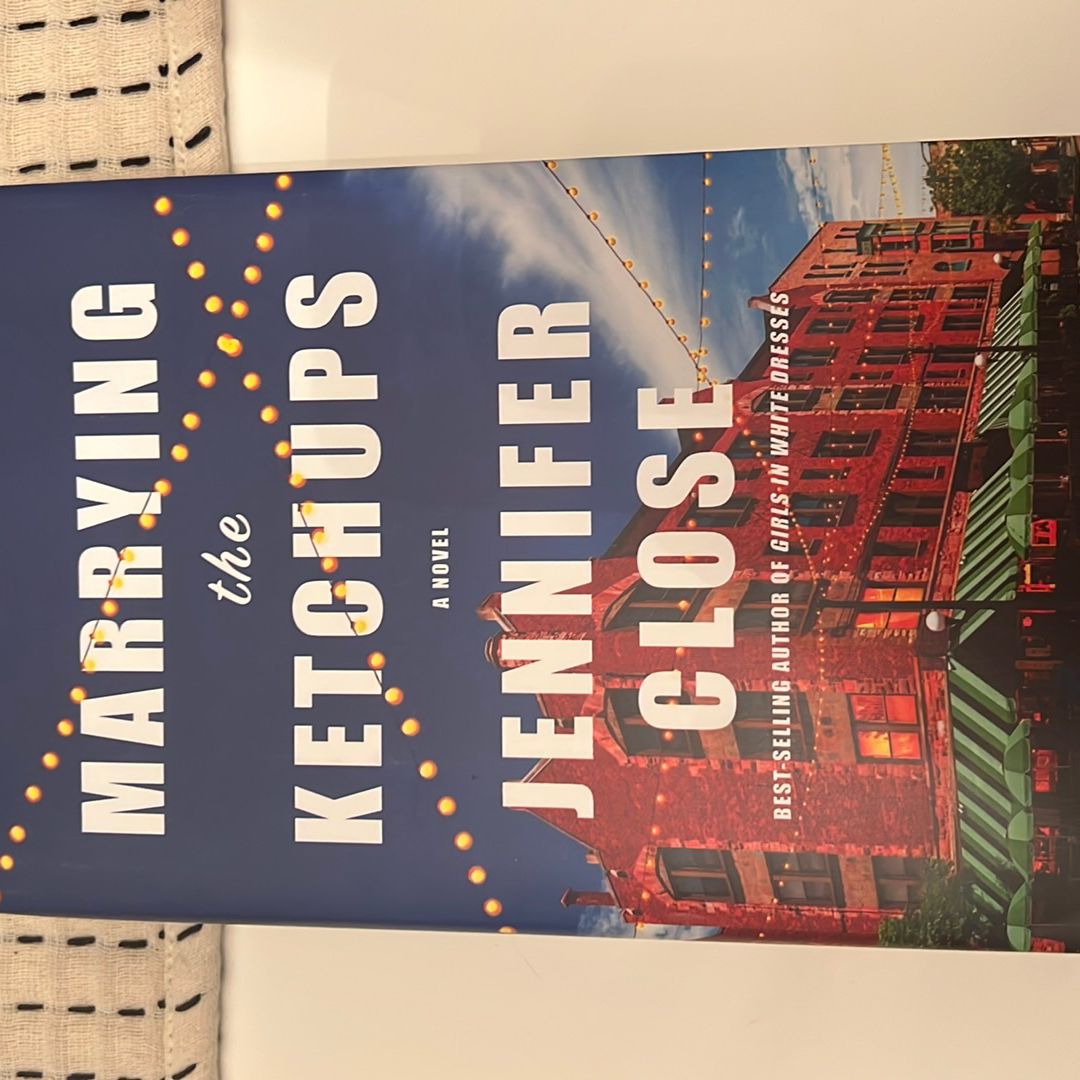 MARRYING
the
KETCHUPS
A NOVEL
JENNIFER
CLOSE
BEST-SELLING AUTHOR OF GIRLS IN WHITE DRESSES